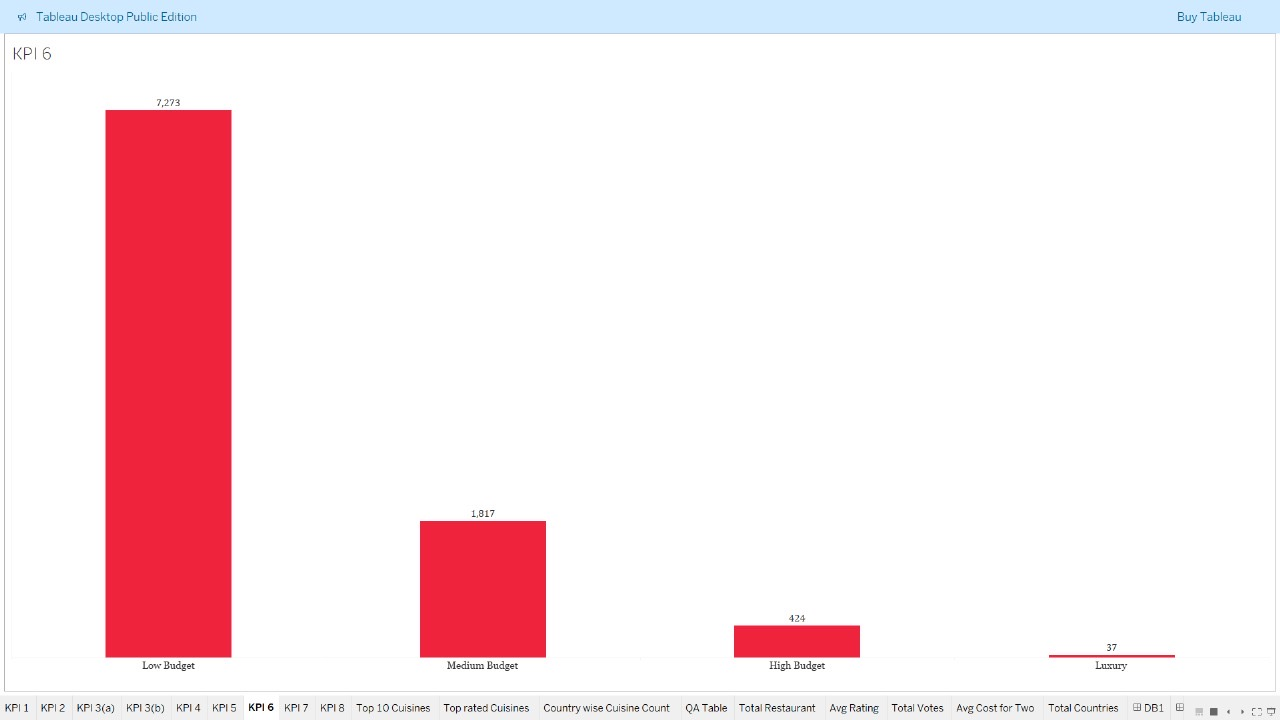 Tableau Desktop Public Edition
Buy Tableau
KPI 6
7,273
1,817
424
37
Low Budget
Medium Budget
High Budget
Luxury
KPI 1 KPI 2 KPI 3(a) KPI 3(b) KPI 4 KPI 5 KPI 6 KPI 7 KPI 8 Top 10 Cuisines Top rated Cuisines Country wise Cuisine Count QA Table Total Restaurant Avg Rating Total Votes Avg Cost for Two Total Countries DB1